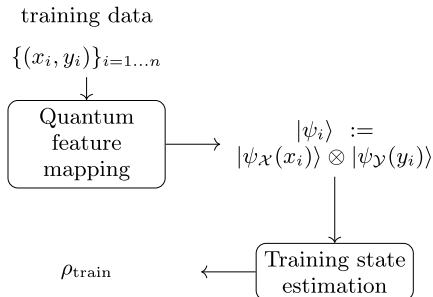 training data
{(x_i, y_i)}_{i=1...n}
Quantum
feature
mapping
|ψ_i⟩ :=
|ψ_𝒳(x_i)⟩ ⊗ |ψ_𝒴(y_i)⟩
Training state
estimation
ρ_train